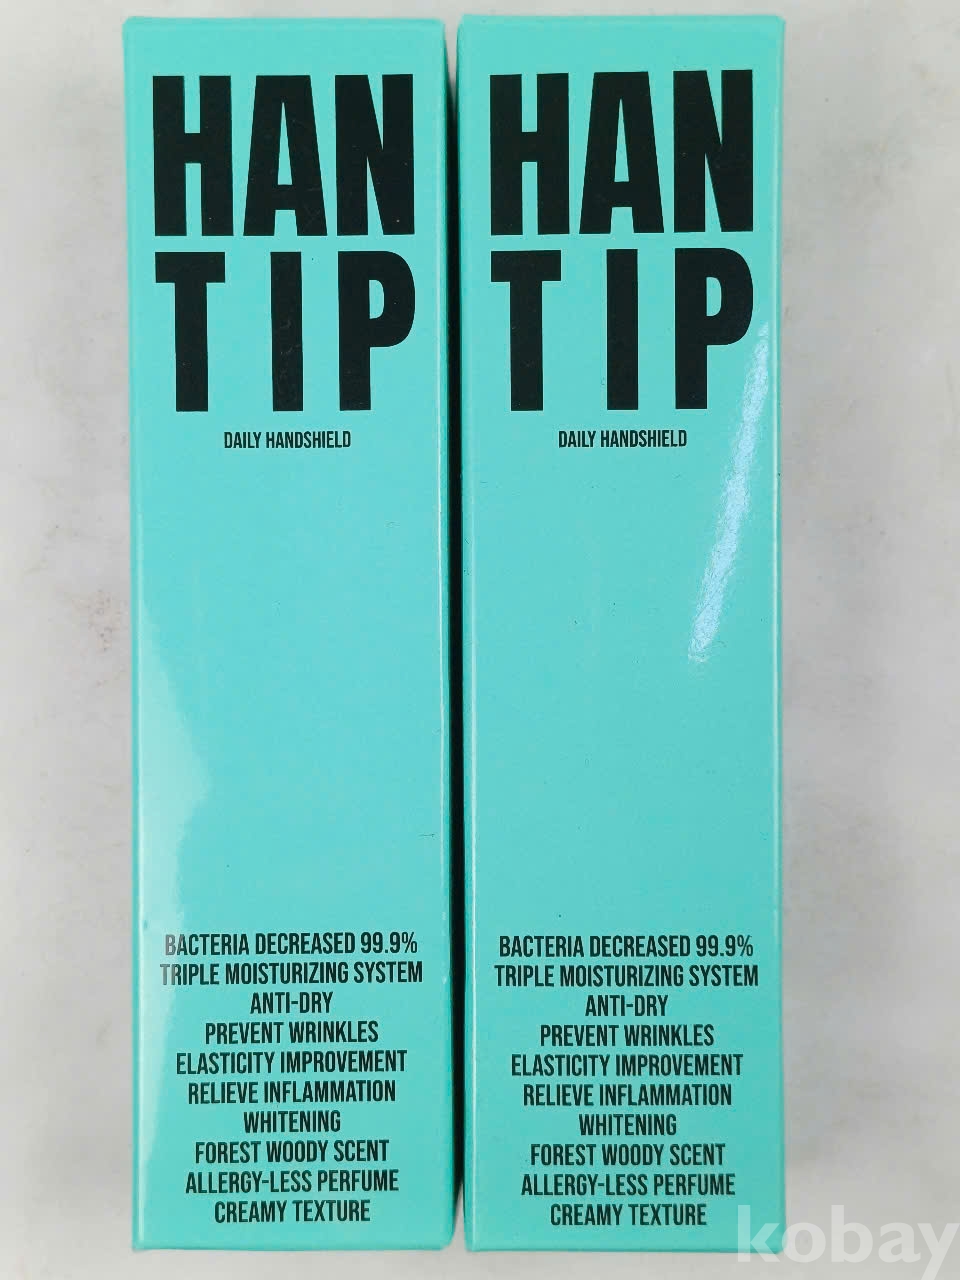 HAN
TIP
DAILY HANDSHIELD
BACTERIA DECREASED 99.9%
TRIPLE MOISTURIZING SYSTEM
ANTI-DRY
PREVENT WRINKLES
ELASTICITY IMPROVEMENT
RELIEVE INFLAMMATION
WHITENING
FOREST WOODY SCENT
ALLERGY-LESS PERFUME
CREAMY TEXTURE
HAN
TIP
DAILY HANDSHIELD
BACTERIA DECREASED 99.9%
TRIPLE MOISTURIZING SYSTEM
ANTI-DRY
PREVENT WRINKLES
ELASTICITY IMPROVEMENT
RELIEVE INFLAMMATION
WHITENING
FOREST WOODY SCENT
ALLERGY-LESS PERFUME
CREAMY TEXTURE
kobay